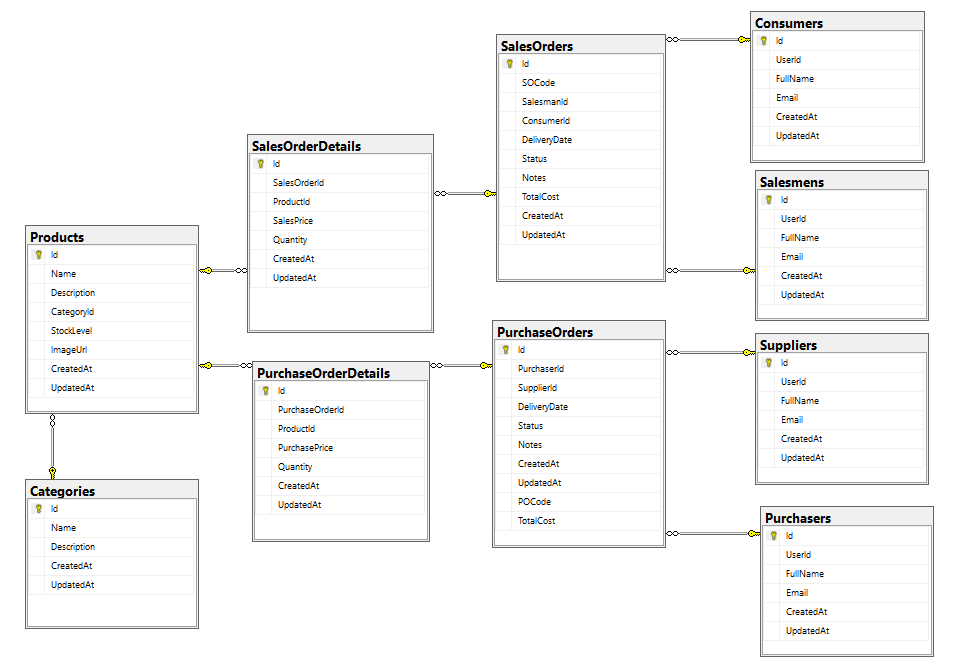 Products
Id
Name
Description
CategoryId
StockLevel
ImageUrl
CreatedAt
UpdatedAt
Categories
Id
Name
Description
CreatedAt
UpdatedAt
SalesOrderDetails
Id
SalesOrderId
ProductId
SalesPrice
Quantity
CreatedAt
UpdatedAt
PurchaseOrderDetails
Id
PurchaseOrderId
ProductId
PurchasePrice
Quantity
CreatedAt
UpdatedAt
SalesOrders
Id
SOCode
SalesmanId
ConsumerId
DeliveryDate
Status
Notes
TotalCost
CreatedAt
UpdatedAt
PurchaseOrders
Id
PurchaserId
SupplierId
DeliveryDate
Status
Notes
CreatedAt
UpdatedAt
POCode
TotalCost
Consumers
Id
UserId
FullName
Email
CreatedAt
UpdatedAt
Salesmens
Id
UserId
FullName
Email
CreatedAt
UpdatedAt
Suppliers
Id
UserId
FullName
Email
CreatedAt
UpdatedAt
Purchasers
Id
UserId
FullName
Email
CreatedAt
UpdatedAt